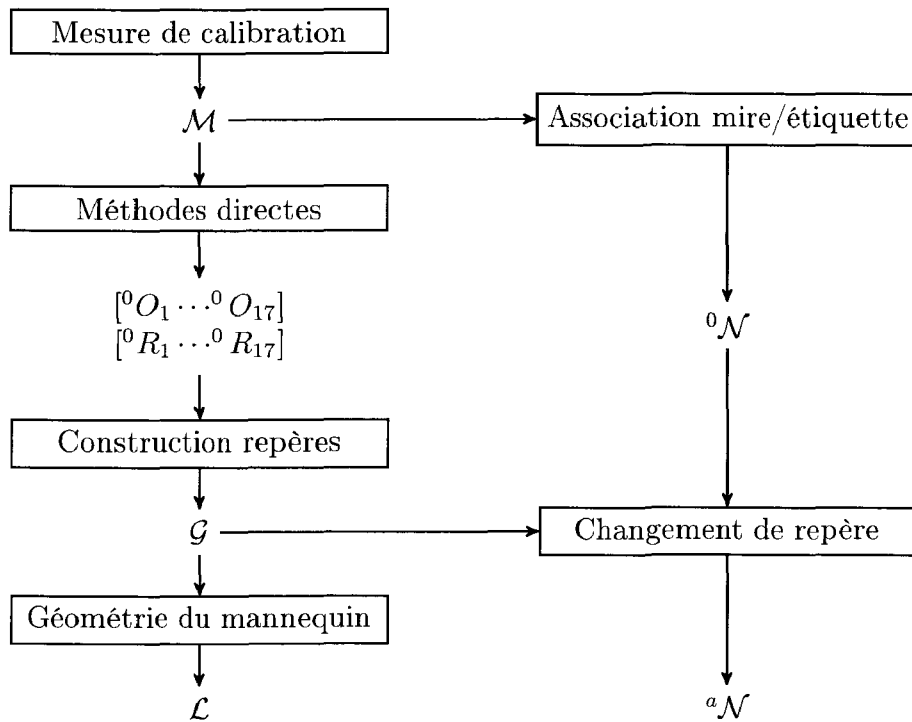 Mesure de calibration
ℳ
Association mire/étiquette
Méthodes directes
[⁰O₁ ⋯ ⁰O₁₇]
[⁰R₁ ⋯ ⁰R₁₇]
⁰𝒩
Construction repères
𝒢
Changement de repère
Géométrie du mannequin
ℒ
ᵃ𝒩